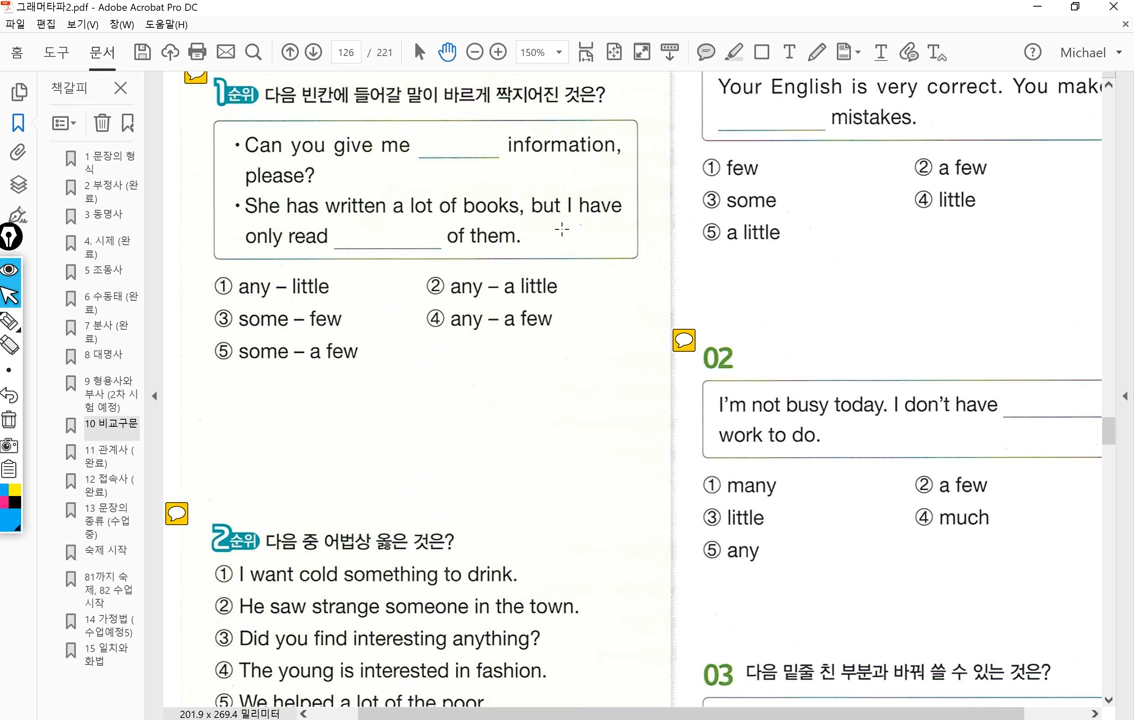 그래머타파2.pdf - Adobe Acrobat Pro DC
파일 편집 보기(V) 창(W) 도움말(H)
홈 도구 문서 126 / 221 150% Michael
책갈피
1 문장의 형
식
2 부정사 (완
료)
3 동명사
4. 시제 (완
료)
5 조동사
6 수동태 (완
료)
7 분사 (완
료)
8 대명사
9 형용사와
부사 (2차 시
험 예정)
10 비교구문
11 관계사 (
완료)
12 접속사 (
완료)
13 문장의
종류 (수업
중)
숙제 시작
81까지 숙
제, 82 수업
시작
14 가정법 (
수업예정5)
15 일치와
화법
1순위 다음 빈칸에 들어갈 말이 바르게 짝지어진 것은?
• Can you give me ________ information,
please?
• She has written a lot of books, but I have
only read __________ of them.
① any – little ② any – a little
③ some – few ④ any – a few
⑤ some – a few
2순위 다음 중 어법상 옳은 것은?
① I want cold something to drink.
② He saw strange someone in the town.
③ Did you find interesting anything?
④ The young is interested in fashion.
⑤ We helped a lot of the poor
Your English is very correct. You make
__________ mistakes.
① few ② a few
③ some ④ little
⑤ a little
02
I'm not busy today. I don't have __________
work to do.
① many ② a few
③ little ④ much
⑤ any
03 다음 밑줄 친 부분과 바꿔 쓸 수 있는 것은?
201.9 x 269.4 밀리미터